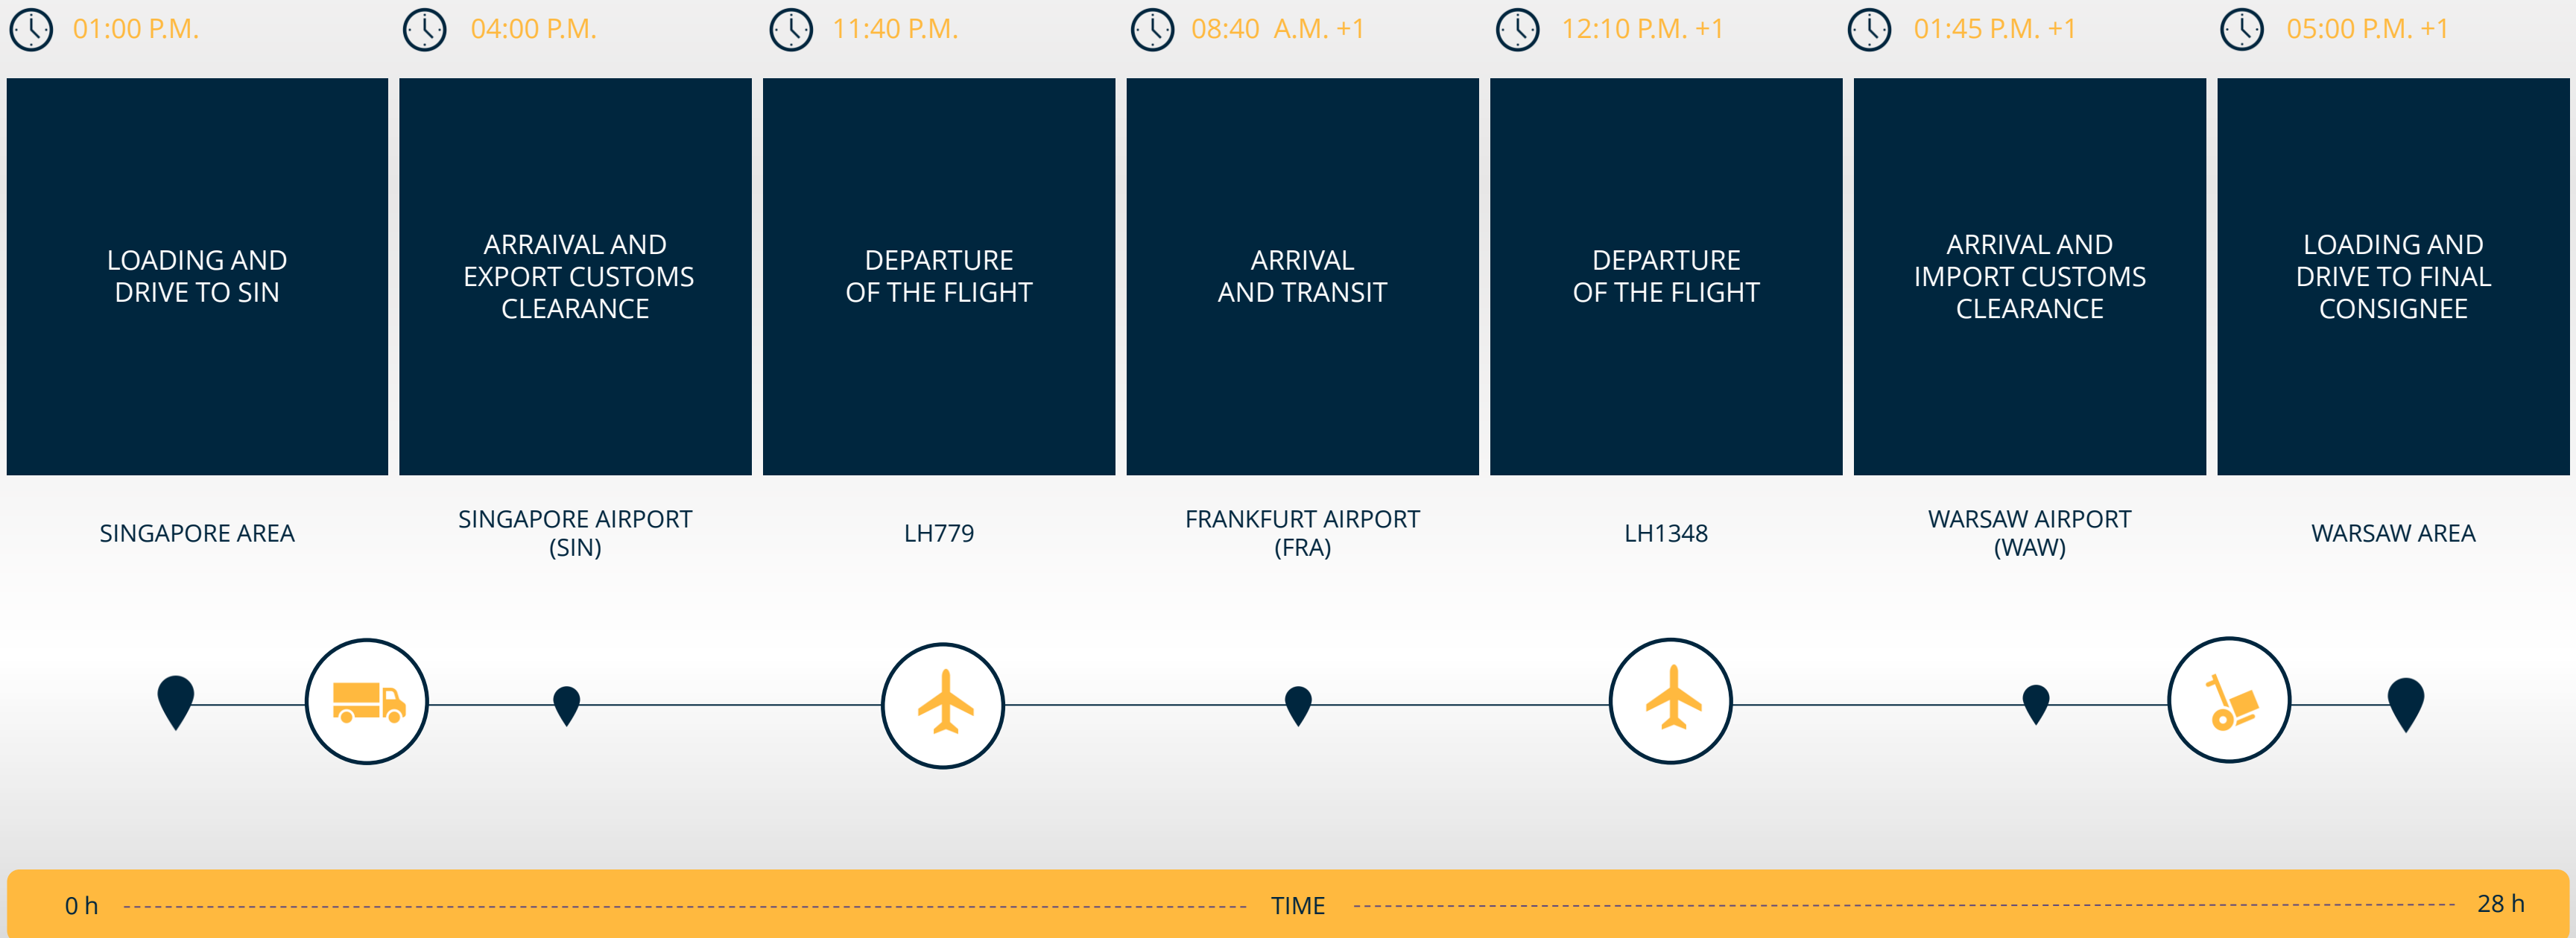 01:00 P.M.
04:00 P.M.
11:40 P.M.
08:40 A.M. +1
12:10 P.M. +1
01:45 P.M. +1
05:00 P.M. +1
LOADING AND
DRIVE TO SIN
ARRAIVAL AND
EXPORT CUSTOMS
CLEARANCE
DEPARTURE
OF THE FLIGHT
ARRIVAL
AND TRANSIT
DEPARTURE
OF THE FLIGHT
ARRIVAL AND
IMPORT CUSTOMS
CLEARANCE
LOADING AND
DRIVE TO FINAL
CONSIGNEE
SINGAPORE AREA
SINGAPORE AIRPORT
(SIN)
LH779
FRANKFURT AIRPORT
(FRA)
LH1348
WARSAW AIRPORT
(WAW)
WARSAW AREA
0 h
TIME
28 h